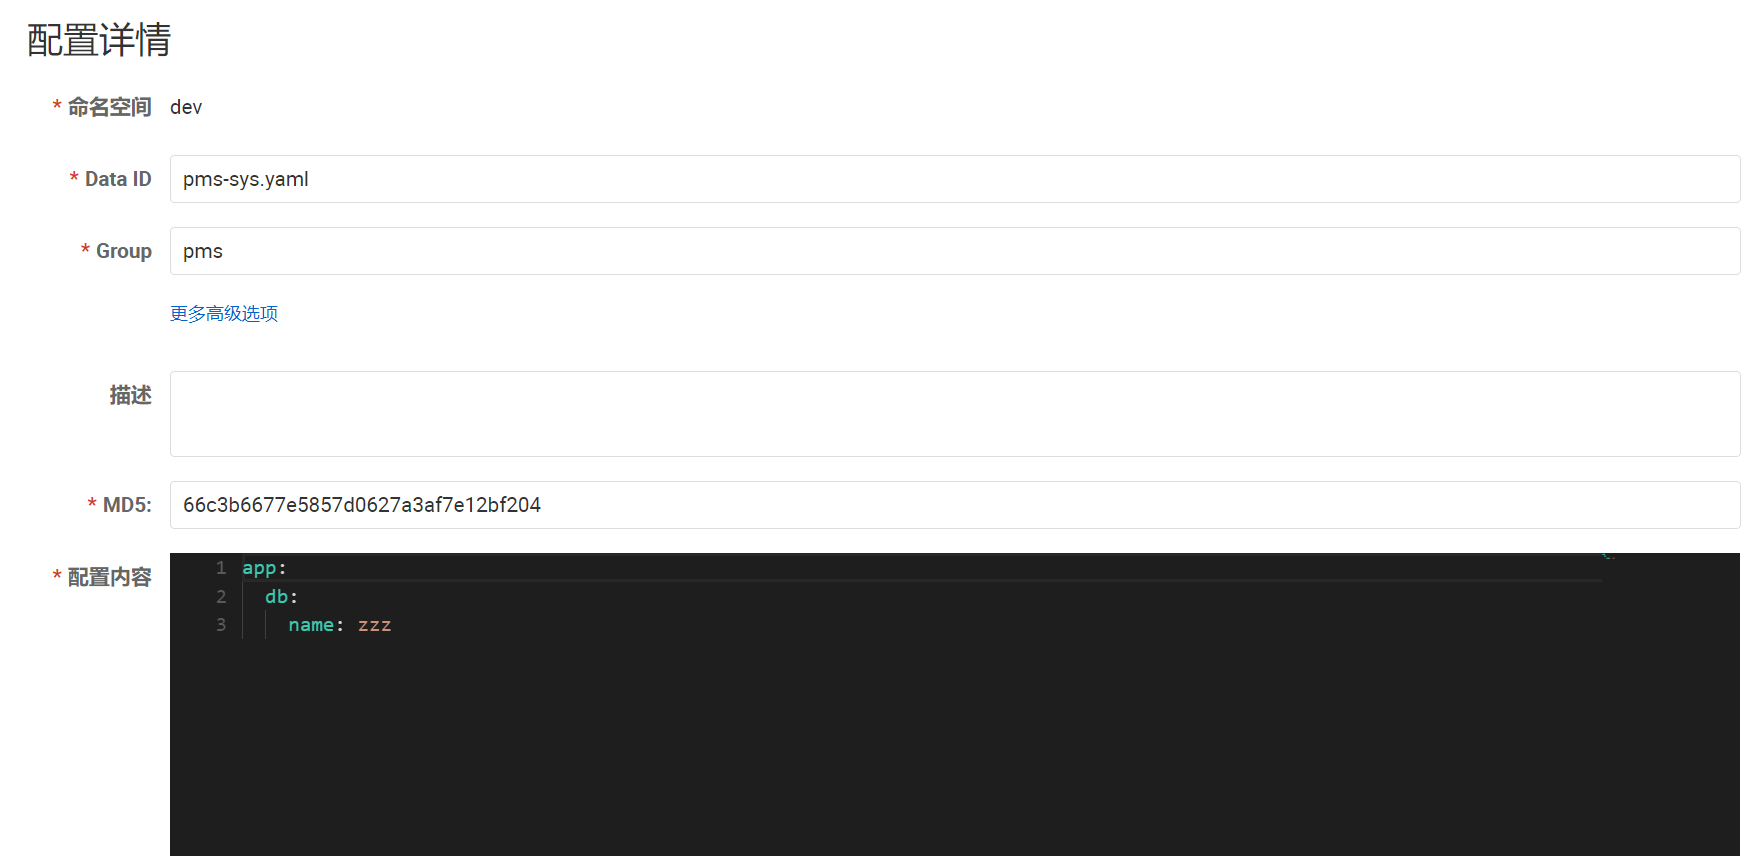 配置详情
* 命名空间 dev
* Data ID pms-sys.yaml
* Group pms
更多高级选项
描述
* MD5: 66c3b6677e5857d0627a3af7e12bf204
* 配置内容
1 app:
2 db:
3 name: zzz